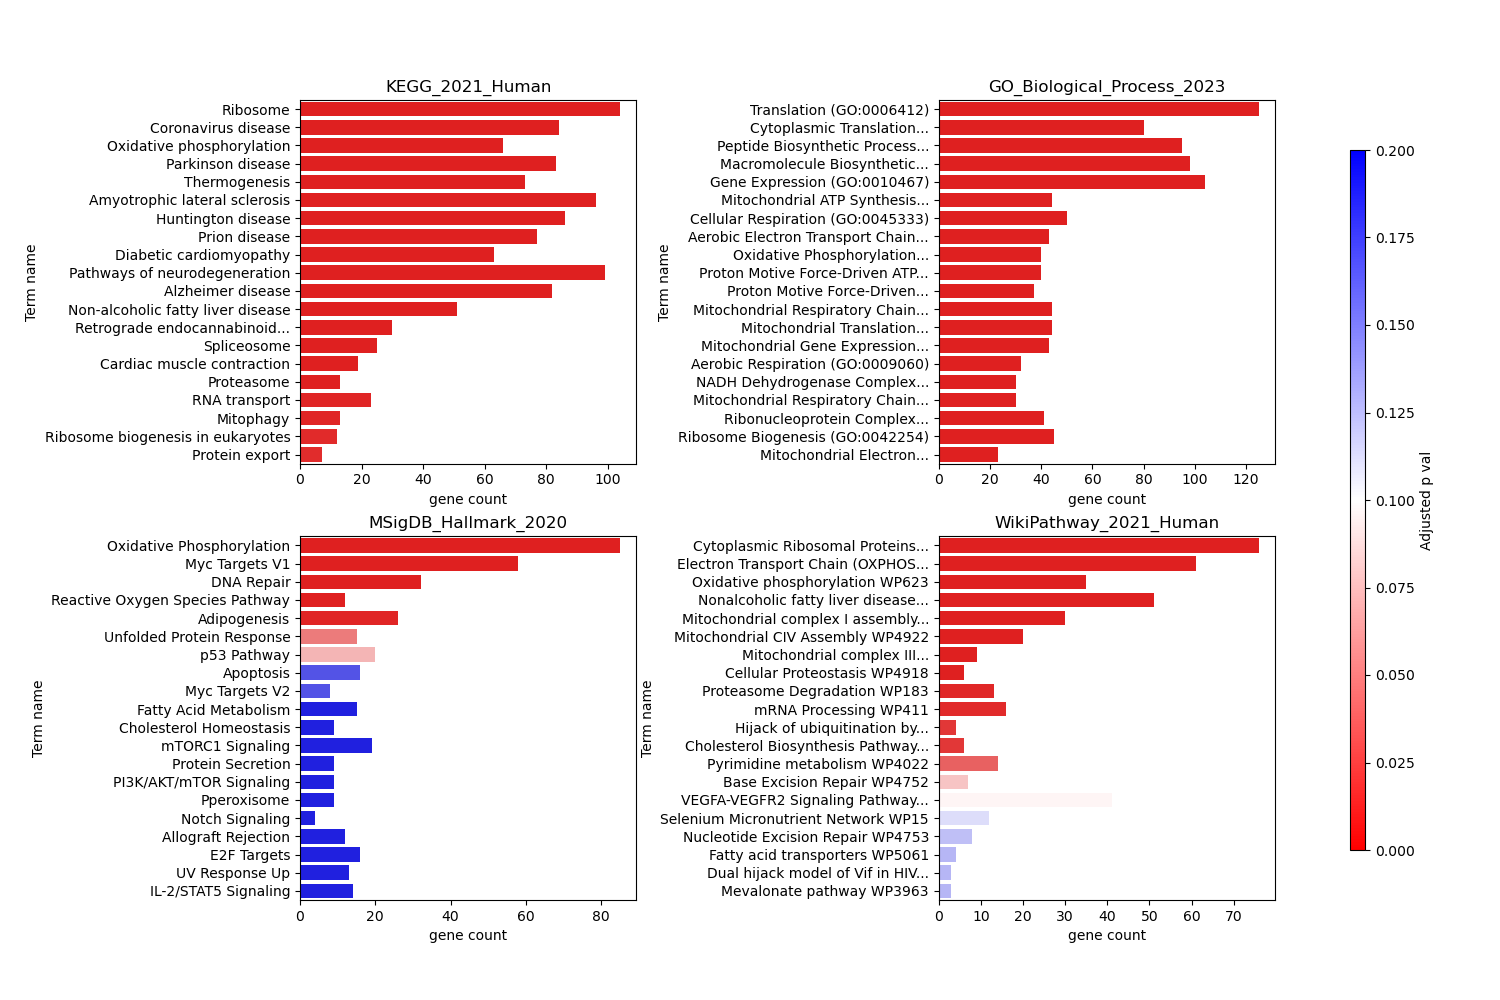 KEGG_2021_Human
Term name
Ribosome
Coronavirus disease
Oxidative phosphorylation
Parkinson disease
Thermogenesis
Amyotrophic lateral sclerosis
Huntington disease
Prion disease
Diabetic cardiomyopathy
Pathways of neurodegeneration
Alzheimer disease
Non-alcoholic fatty liver disease
Retrograde endocannabinoid...
Spliceosome
Cardiac muscle contraction
Proteasome
RNA transport
Mitophagy
Ribosome biogenesis in eukaryotes
Protein export
0 20 40 60 80 100
gene count
GO_Biological_Process_2023
Term name
Translation (GO:0006412)
Cytoplasmic Translation...
Peptide Biosynthetic Process...
Macromolecule Biosynthetic...
Gene Expression (GO:0010467)
Mitochondrial ATP Synthesis...
Cellular Respiration (GO:0045333)
Aerobic Electron Transport Chain...
Oxidative Phosphorylation...
Proton Motive Force-Driven ATP...
Proton Motive Force-Driven...
Mitochondrial Respiratory Chain...
Mitochondrial Translation...
Mitochondrial Gene Expression...
Aerobic Respiration (GO:0009060)
NADH Dehydrogenase Complex...
Mitochondrial Respiratory Chain...
Ribonucleoprotein Complex...
Ribosome Biogenesis (GO:0042254)
Mitochondrial Electron...
0 20 40 60 80 100 120
gene count
MSigDB_Hallmark_2020
Term name
Oxidative Phosphorylation
Myc Targets V1
DNA Repair
Reactive Oxygen Species Pathway
Adipogenesis
Unfolded Protein Response
p53 Pathway
Apoptosis
Myc Targets V2
Fatty Acid Metabolism
Cholesterol Homeostasis
mTORC1 Signaling
Protein Secretion
PI3K/AKT/mTOR Signaling
Pperoxisome
Notch Signaling
Allograft Rejection
E2F Targets
UV Response Up
IL-2/STAT5 Signaling
0 20 40 60 80
gene count
WikiPathway_2021_Human
Term name
Cytoplasmic Ribosomal Proteins...
Electron Transport Chain (OXPHOS...
Oxidative phosphorylation WP623
Nonalcoholic fatty liver disease...
Mitochondrial complex I assembly...
Mitochondrial CIV Assembly WP4922
Mitochondrial complex III...
Cellular Proteostasis WP4918
Proteasome Degradation WP183
mRNA Processing WP411
Hijack of ubiquitination by...
Cholesterol Biosynthesis Pathway...
Pyrimidine metabolism WP4022
Base Excision Repair WP4752
VEGFA-VEGFR2 Signaling Pathway...
Selenium Micronutrient Network WP15
Nucleotide Excision Repair WP4753
Fatty acid transporters WP5061
Dual hijack model of Vif in HIV...
Mevalonate pathway WP3963
0 10 20 30 40 50 60 70
gene count
0.200
0.175
0.150
0.125
0.100
0.075
0.050
0.025
0.000
Adjusted p val